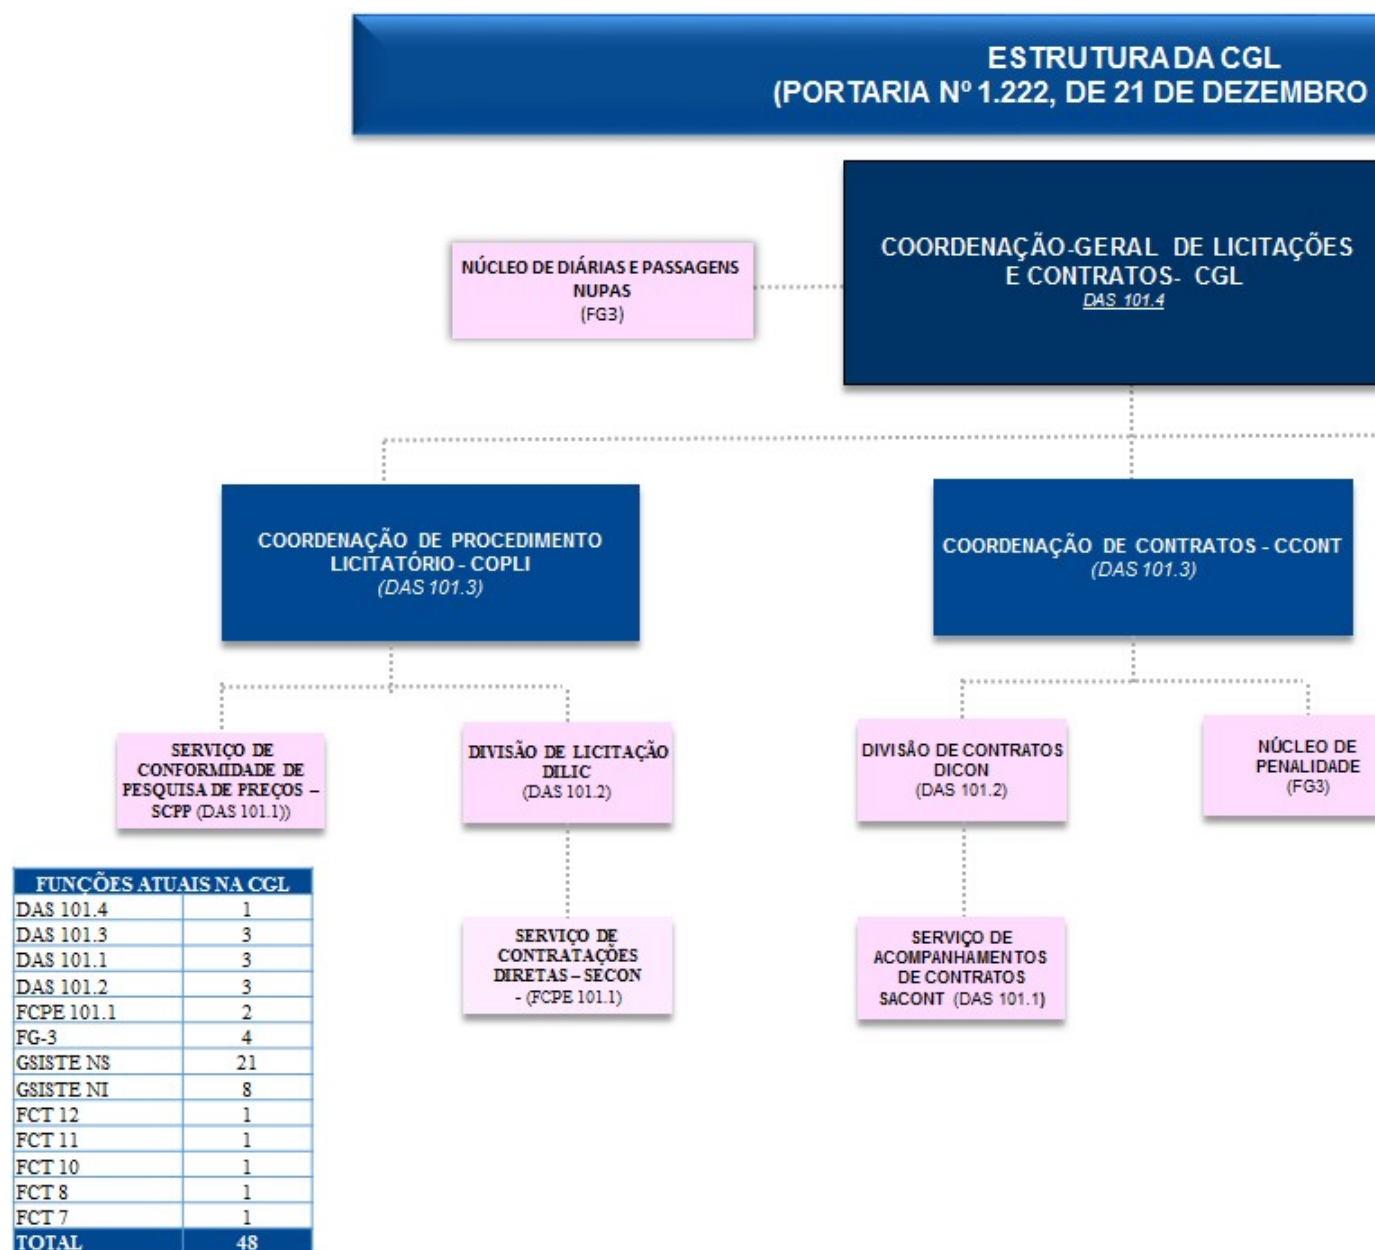 ESTRUTURA DA CGL
(PORTARIA Nº 1.222, DE 21 DE DEZEMBRO
COORDENAÇÃO-GERAL DE LICITAÇÕES
E CONTRATOS- CGL
DAS 101.4
NÚCLEO DE DIÁRIAS E PASSAGENS
NUPAS
(FG3)
COORDENAÇÃO DE PROCEDIMENTO
LICITATÓRIO - COPLI
(DAS 101.3)
COORDENAÇÃO DE CONTRATOS - CCONT
(DAS 101.3)
SERVIÇO DE
CONFORMIDADE DE
PESQUISA DE PREÇOS –
SCPP (DAS 101.1))
DIVISÃO DE LICITAÇÃO
DILIC
(DAS 101.2)
DIVISÃO DE CONTRATOS
DICON
(DAS 101.2)
NÚCLEO DE
PENALIDADE
(FG3)
SERVIÇO DE
CONTRATAÇÕES
DIRETAS – SECON
- (FCPE 101.1)
SERVIÇO DE
ACOMPANHAMENTOS
DE CONTRATOS
SACONT (DAS 101.1)
FUNÇÕES ATUAIS NA CGL
DAS 101.4 1
DAS 101.3 3
DAS 101.1 3
DAS 101.2 3
FCPE 101.1 2
FG-3 4
GSISTE NS 21
GSISTE NI 8
FCT 12 1
FCT 11 1
FCT 10 1
FCT 8 1
FCT 7 1
TOTAL 48